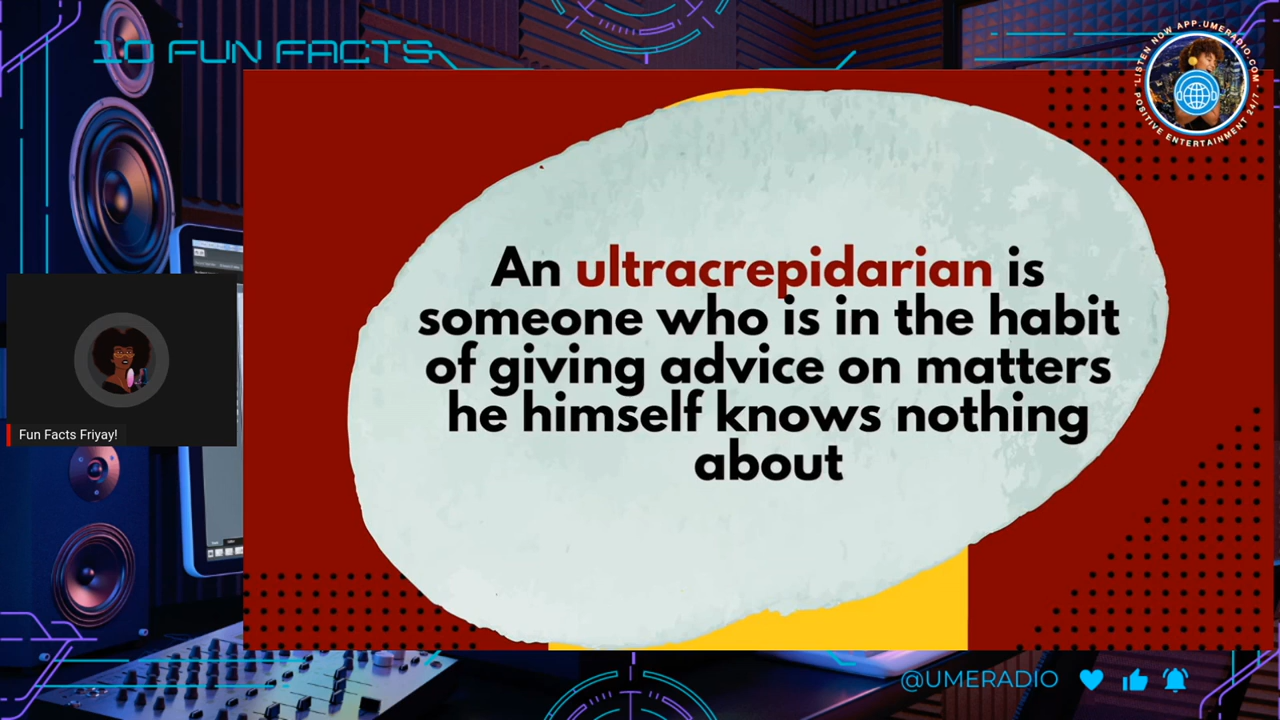 10 FUN FACTS
LISTEN NOW APP.UMERADIO.COM
POSITIVE ENTERTAINMENT 24/7
An ultracrepidarian is
someone who is in the habit
of giving advice on matters
he himself knows nothing
about
Fun Facts Friyay!
@UMERADIO